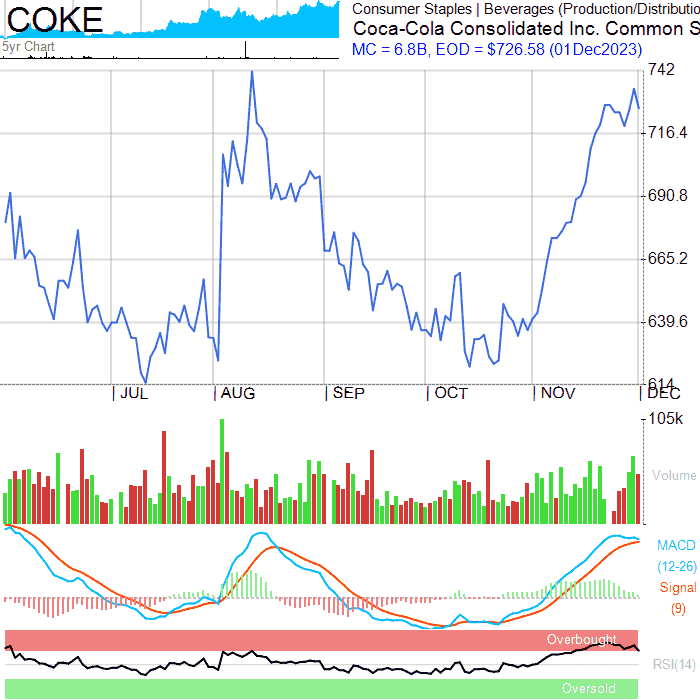 COKE
5yr Chart
Consumer Staples | Beverages (Production/Distributio
Coca-Cola Consolidated Inc. Common S
MC = 6.8B, EOD = $726.58 (01Dec2023)
742
716.4
690.8
665.2
639.6
614
JUL
AUG
SEP
OCT
NOV
DEC
105k
Volume
MACD
(12-26)
Signal
(9)
Overbought
RSI(14)
Oversold